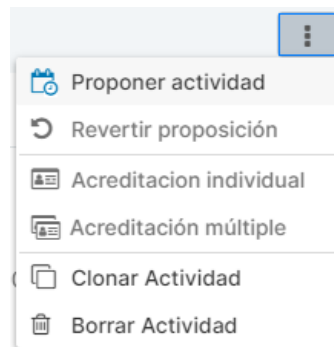 Proponer actividad
Revertir proposición
Acreditacion individual
Acreditación múltiple
Clonar Actividad
Borrar Actividad